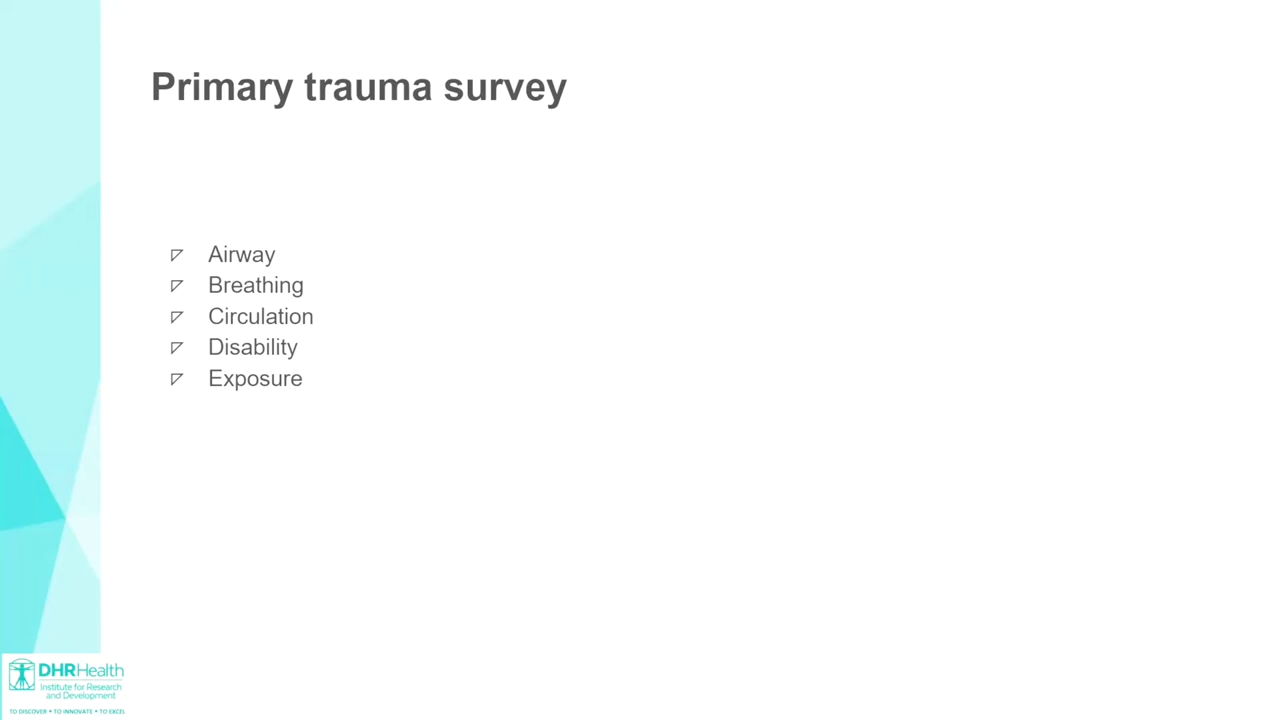 Primary trauma survey
Airway
Breathing
Circulation
Disability
Exposure
DHRHealth
Institute for Research
and Development
TO DISCOVER • TO INNOVATE • TO EXCEL